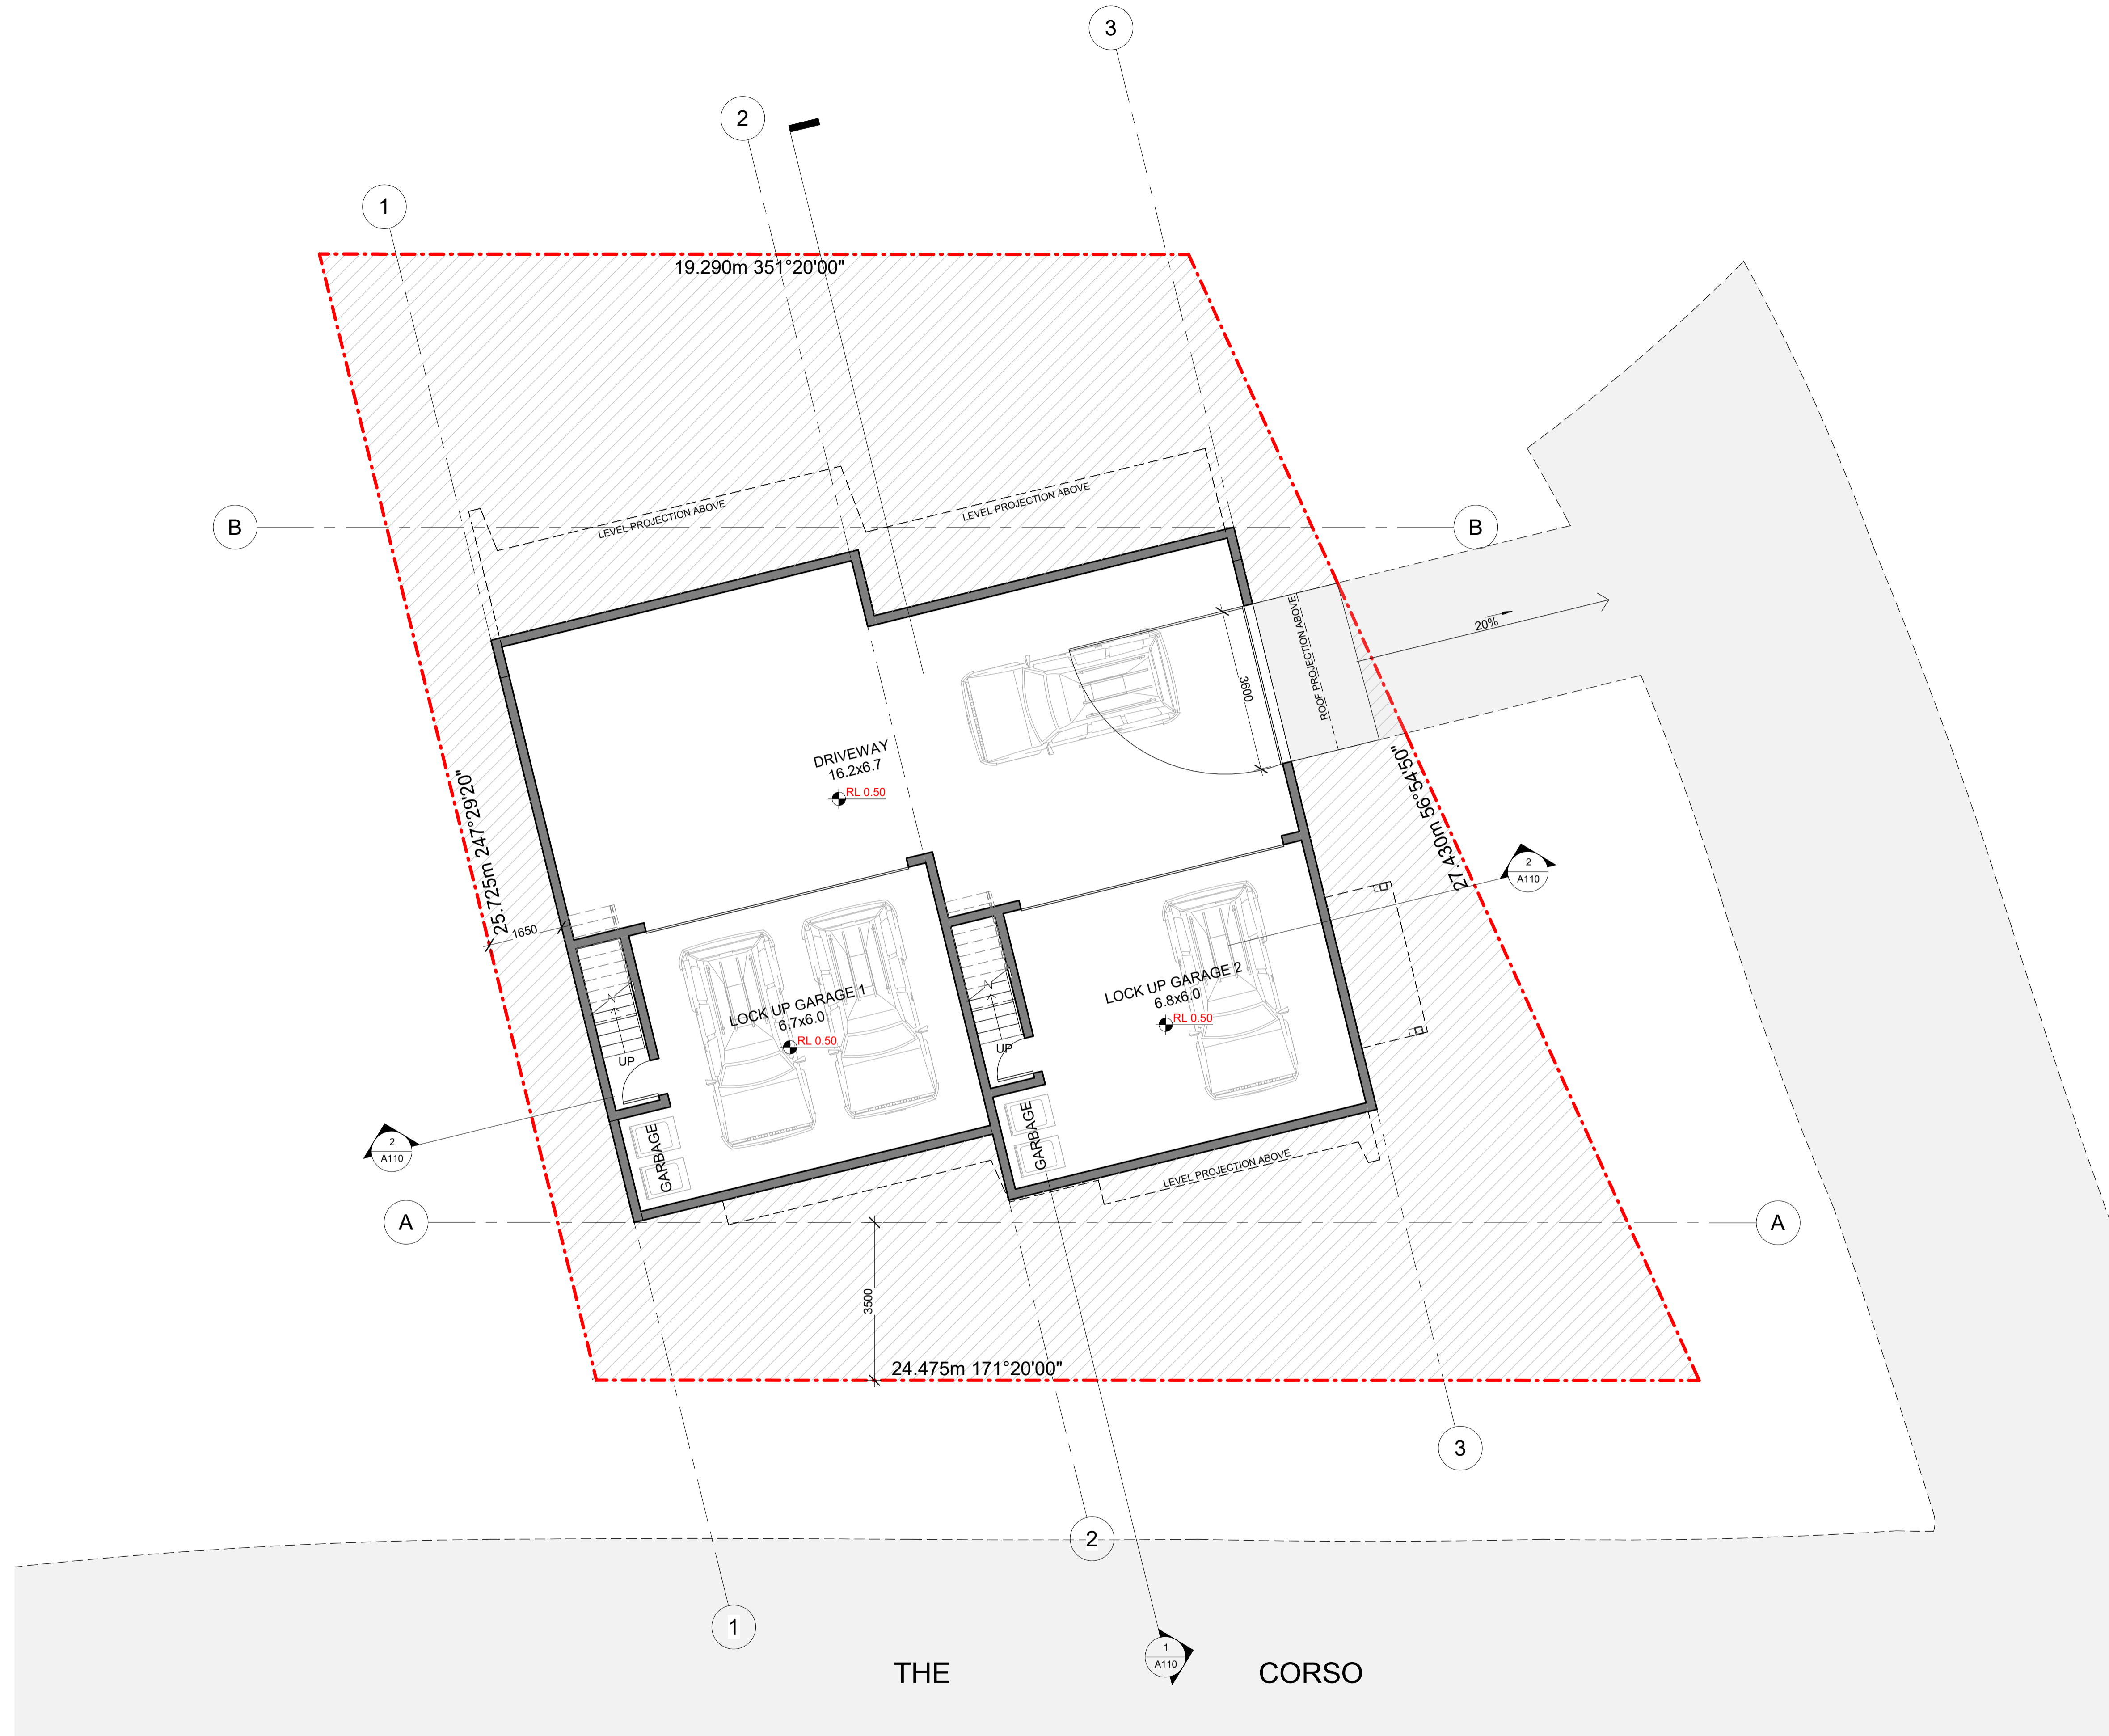 3
2
1
19.290m 351°20'00"
B
LEVEL PROJECTION ABOVE
LEVEL PROJECTION ABOVE
B
ROOF PROJECTION ABOVE
20%
3600
DRIVEWAY
16.2x6.7
RL 0.50
25.725m 247°29'20"
27.430m 56°54'50"
1650
2
A110
LOCK UP GARAGE 1
6.7x6.0
RL 0.50
LOCK UP GARAGE 2
6.8x6.0
RL 0.50
UP
UP
GARBAGE
GARBAGE
2
A110
LEVEL PROJECTION ABOVE
A
A
3500
24.475m 171°20'00"
3
2
1
1
A110
THE CORSO